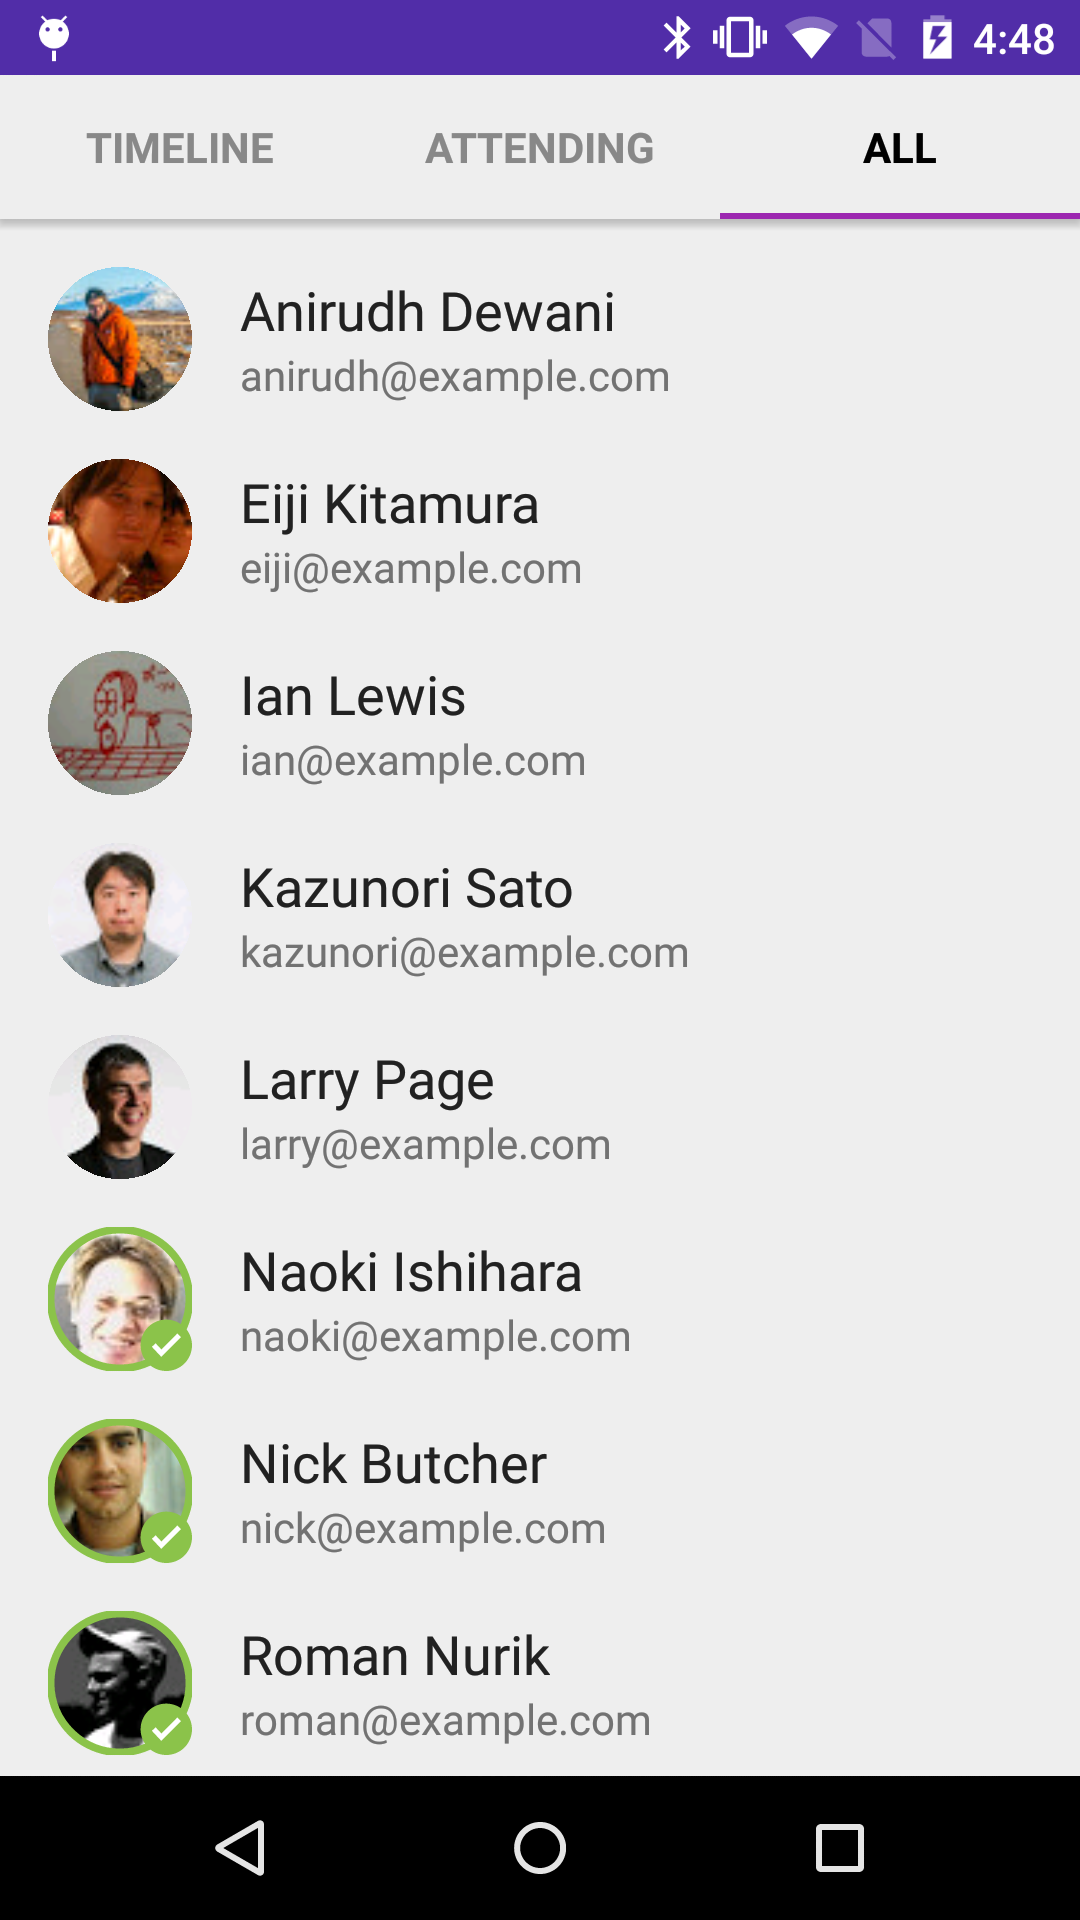 4:48
TIMELINE ATTENDING ALL
Anirudh Dewani
anirudh@example.com
Eiji Kitamura
eiji@example.com
Ian Lewis
ian@example.com
Kazunori Sato
kazunori@example.com
Larry Page
larry@example.com
Naoki Ishihara
naoki@example.com
Nick Butcher
nick@example.com
Roman Nurik
roman@example.com